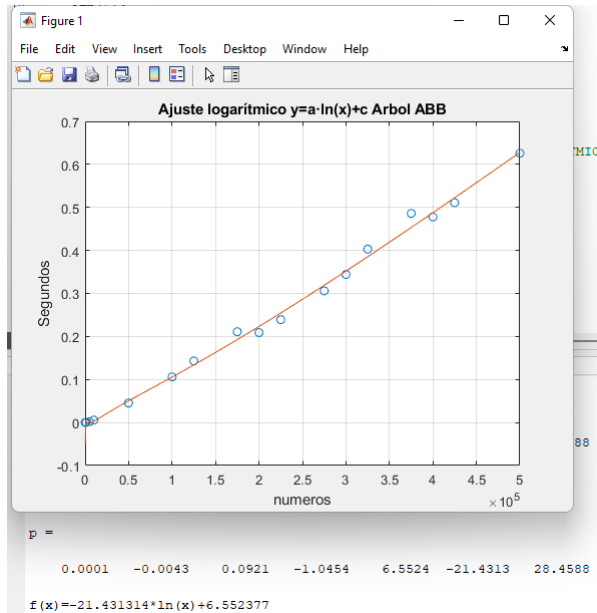 Figure 1
File Edit View Insert Tools Desktop Window Help
Ajuste logarítmico y=a·ln(x)+c Arbol ABB
0.7
0.6
0.5
0.4
0.3
0.2
0.1
0
-0.1
Segundos
0 0.5 1 1.5 2 2.5 3 3.5 4 4.5 5
numeros
×10^5
MIC
88
p =
0.0001 -0.0043 0.0921 -1.0454 6.5524 -21.4313 28.4588
f(x)=-21.431314*ln(x)+6.552377